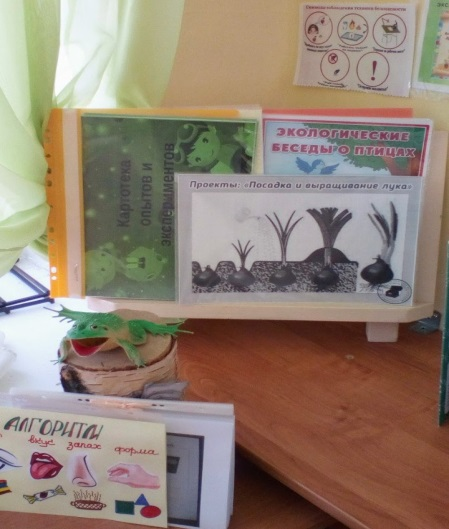 Картотека
опытов и
экспериментов
ЭКОЛОГИЧЕСКИЕ
БЕСЕДЫ О ПТИЦАХ
Проекты: «Посадка и выращивание лука»
АЛГОРИТМ
вкус запах форма